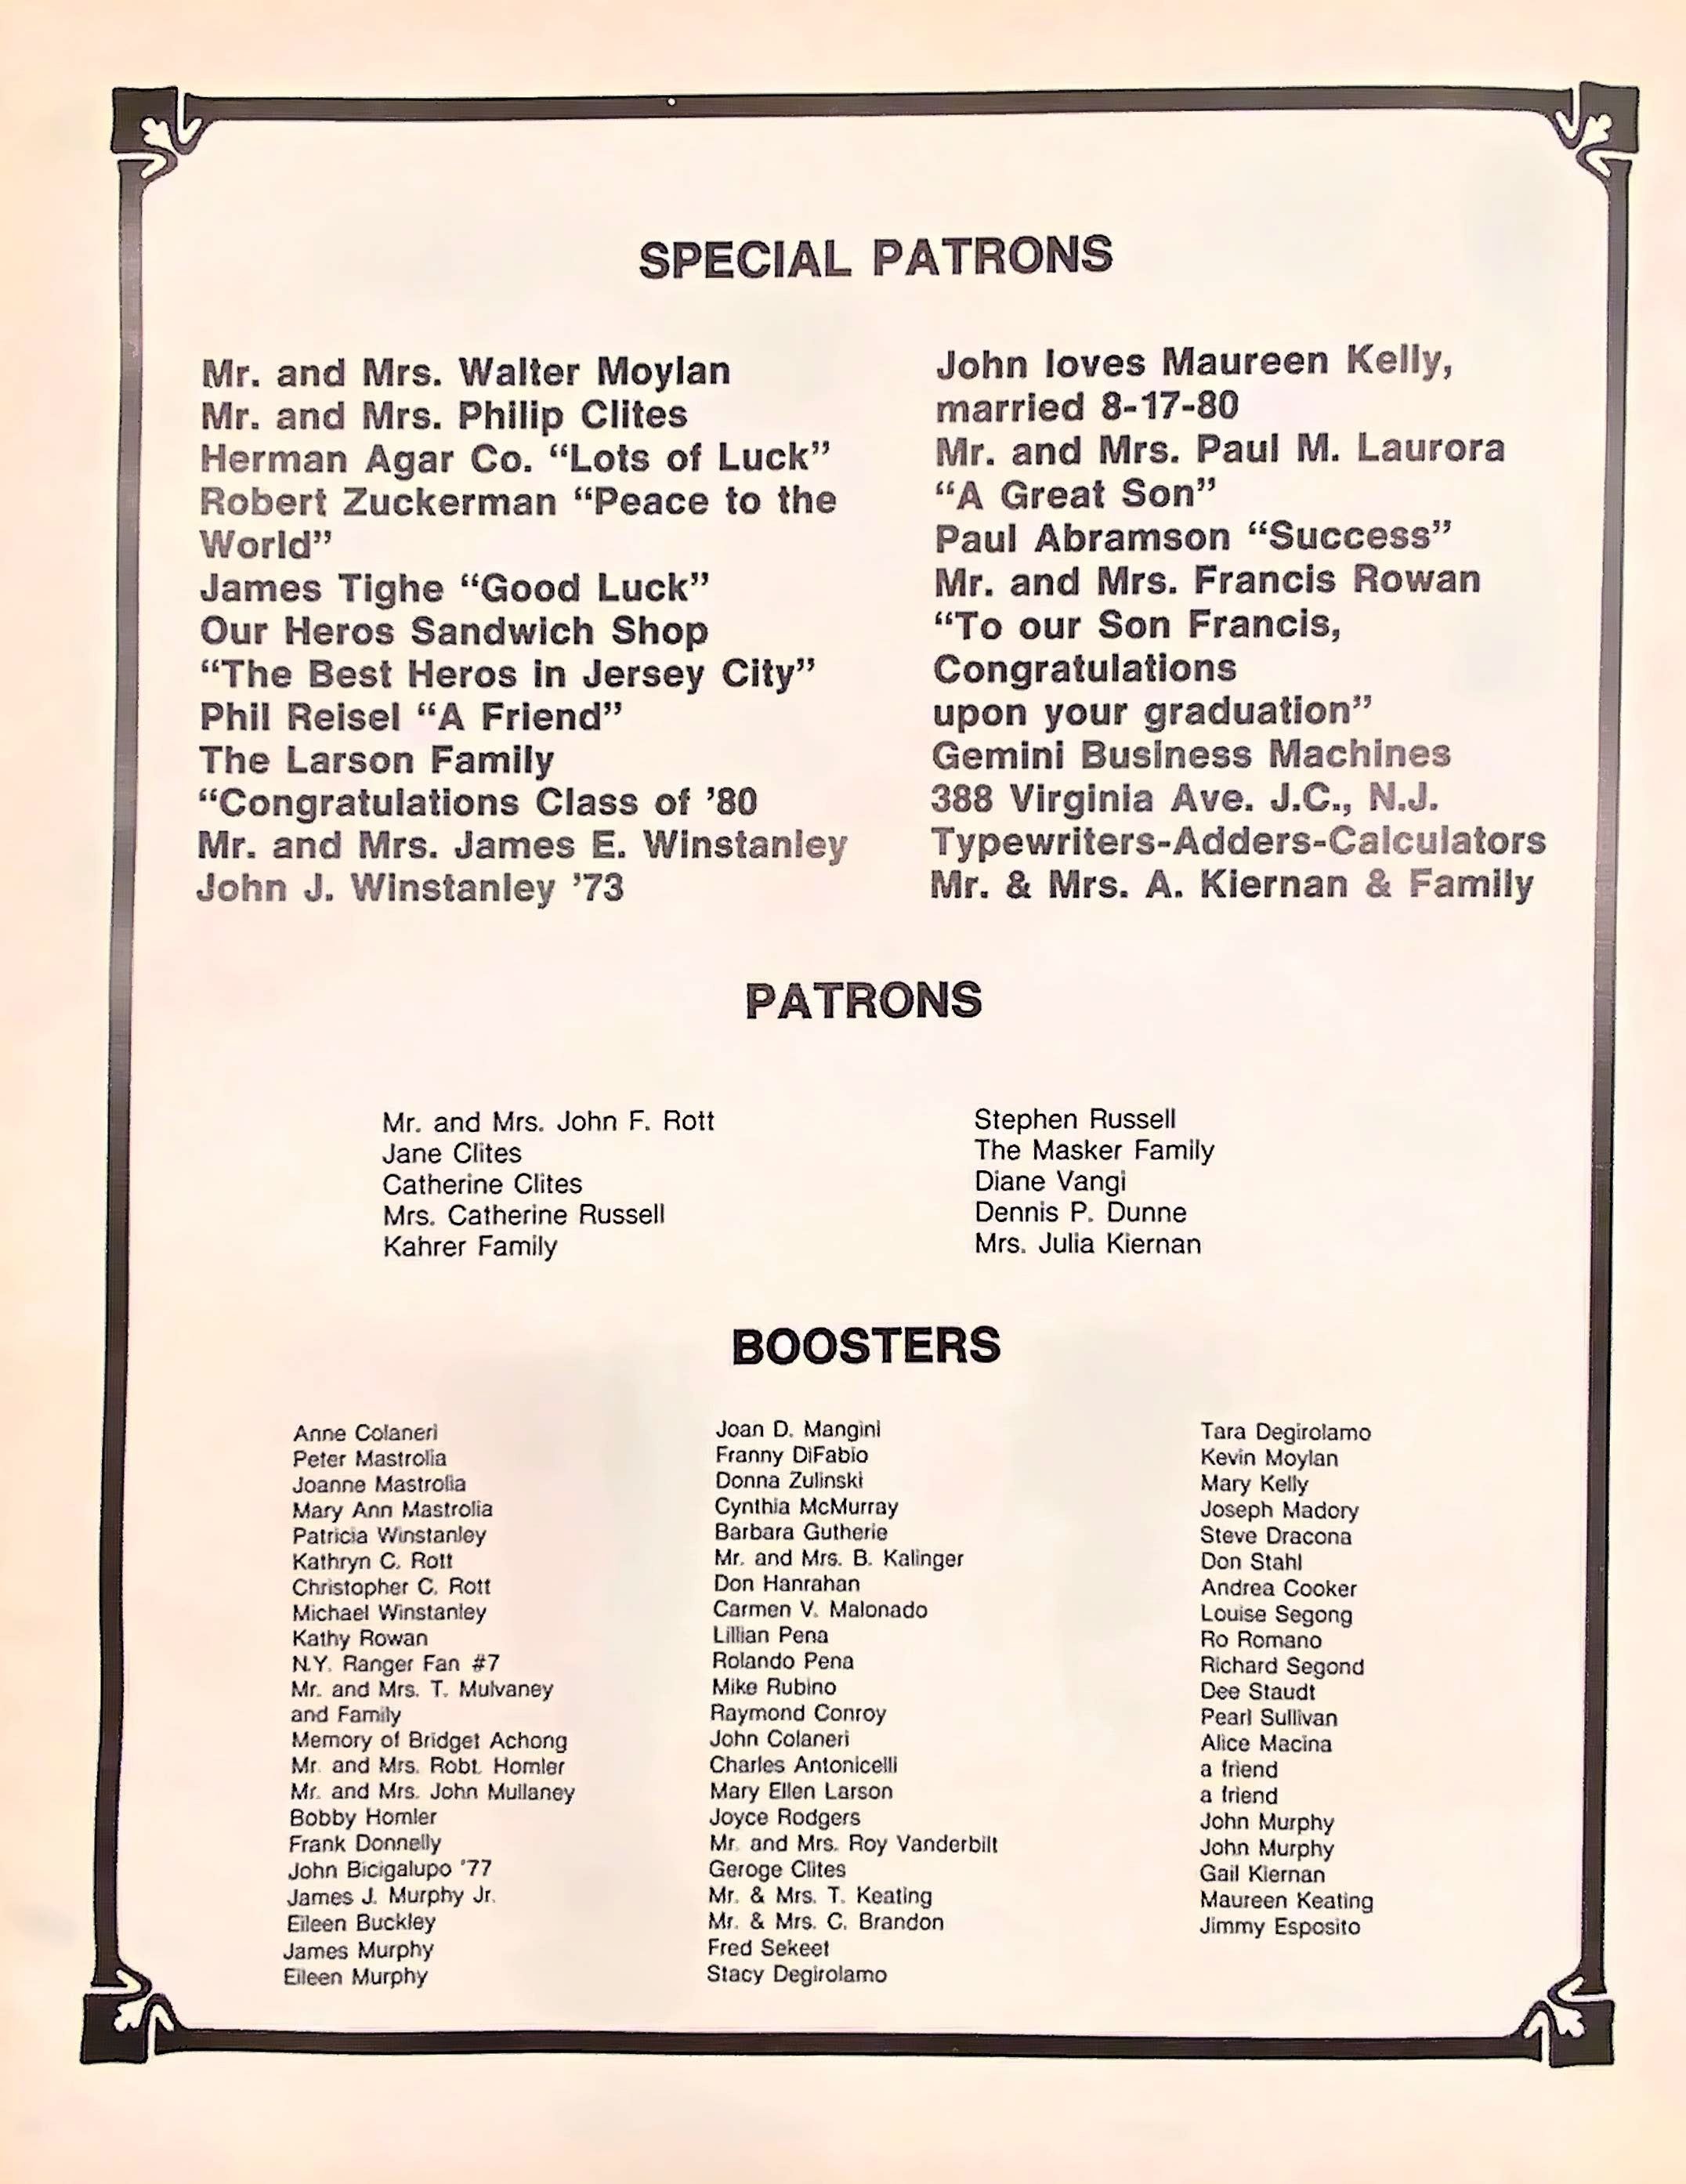 SPECIAL PATRONS
Mr. and Mrs. Walter Moylan
Mr. and Mrs. Philip Clites
Herman Agar Co. “Lots of Luck”
Robert Zuckerman “Peace to the
World”
James Tighe “Good Luck”
Our Heros Sandwich Shop
“The Best Heros in Jersey City”
Phil Reisel “A Friend”
The Larson Family
“Congratulations Class of ’80
Mr. and Mrs. James E. Winstanley
John J. Winstanley ’73
John loves Maureen Kelly,
married 8-17-80
Mr. and Mrs. Paul M. Laurora
“A Great Son”
Paul Abramson “Success”
Mr. and Mrs. Francis Rowan
“To our Son Francis,
Congratulations
upon your graduation”
Gemini Business Machines
388 Virginia Ave. J.C., N.J.
Typewriters-Adders-Calculators
Mr. & Mrs. A. Kiernan & Family
PATRONS
Mr. and Mrs. John F. Rott
Jane Clites
Catherine Clites
Mrs. Catherine Russell
Kahrer Family
Stephen Russell
The Masker Family
Diane Vangi
Dennis P. Dunne
Mrs. Julia Kiernan
BOOSTERS
Anne Colaneri
Peter Mastrolia
Joanne Mastrolia
Mary Ann Mastrolia
Patricia Winstanley
Kathryn C. Rott
Christopher C. Rott
Michael Winstanley
Kathy Rowan
N.Y. Ranger Fan #7
Mr. and Mrs. T. Mulvaney
and Family
Memory of Bridget Achong
Mr. and Mrs. Robt. Homler
Mr. and Mrs. John Mullaney
Bobby Homler
Frank Donnelly
John Bicigalupo '77
James J. Murphy Jr.
Eileen Buckley
James Murphy
Eileen Murphy
Joan D. Mangini
Franny DiFabio
Donna Zulinski
Cynthia McMurray
Barbara Gutherie
Mr. and Mrs. B. Kalinger
Don Hanrahan
Carmen V. Malonado
Lillian Pena
Rolando Pena
Mike Rubino
Raymond Conroy
John Colaneri
Charles Antonicelli
Mary Ellen Larson
Joyce Rodgers
Mr. and Mrs. Roy Vanderbilt
Geroge Clites
Mr. & Mrs. T. Keating
Mr. & Mrs. C. Brandon
Fred Sekeet
Stacy Degirolamo
Tara Degirolamo
Kevin Moylan
Mary Kelly
Joseph Madory
Steve Dracona
Don Stahl
Andrea Cooker
Louise Segong
Ro Romano
Richard Segond
Dee Staudt
Pearl Sullivan
Alice Macina
a friend
a friend
John Murphy
John Murphy
Gail Kiernan
Maureen Keating
Jimmy Esposito